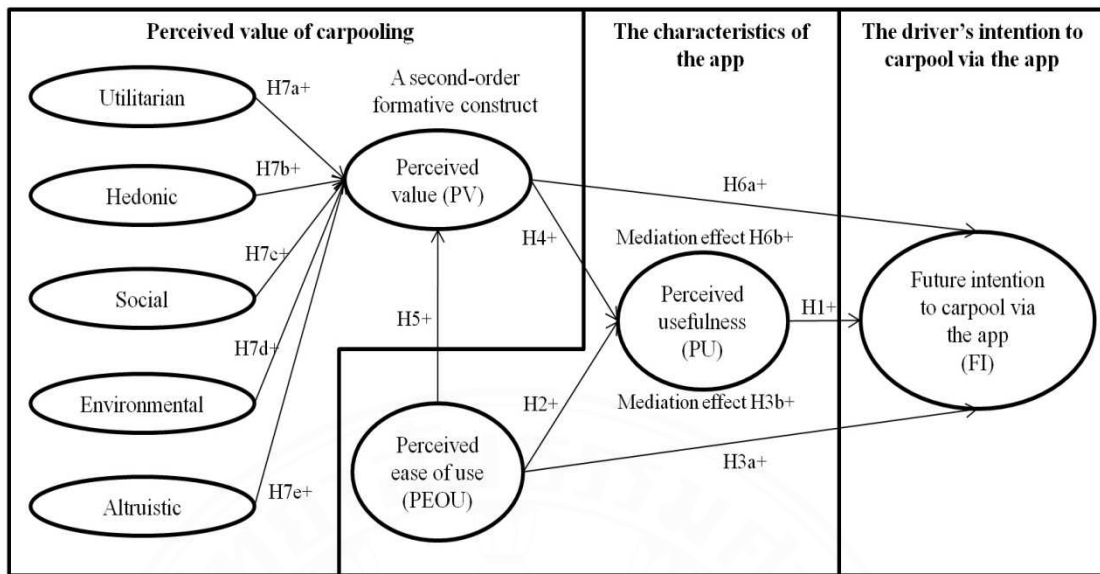 Perceived value of carpooling
The characteristics of
the app
The driver's intention to
carpool via the app
Utilitarian
H7a+
A second-order
formative construct
Hedonic
H7b+
Perceived
value (PV)
H6a+
Social
H7c+
H4+
Mediation effect H6b+
H5+
H7d+
Perceived
usefulness
(PU)
H1+
Future intention
to carpool via
the app
(FI)
Environmental
H2+
Mediation effect H3b+
Perceived
ease of use
(PEOU)
H3a+
Altruistic
H7e+